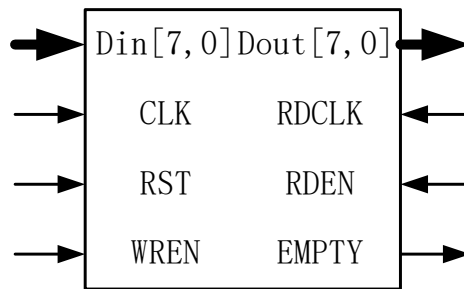 Din[7,0] Dout[7,0]
CLK RDCLK
RST RDEN
WREN EMPTY